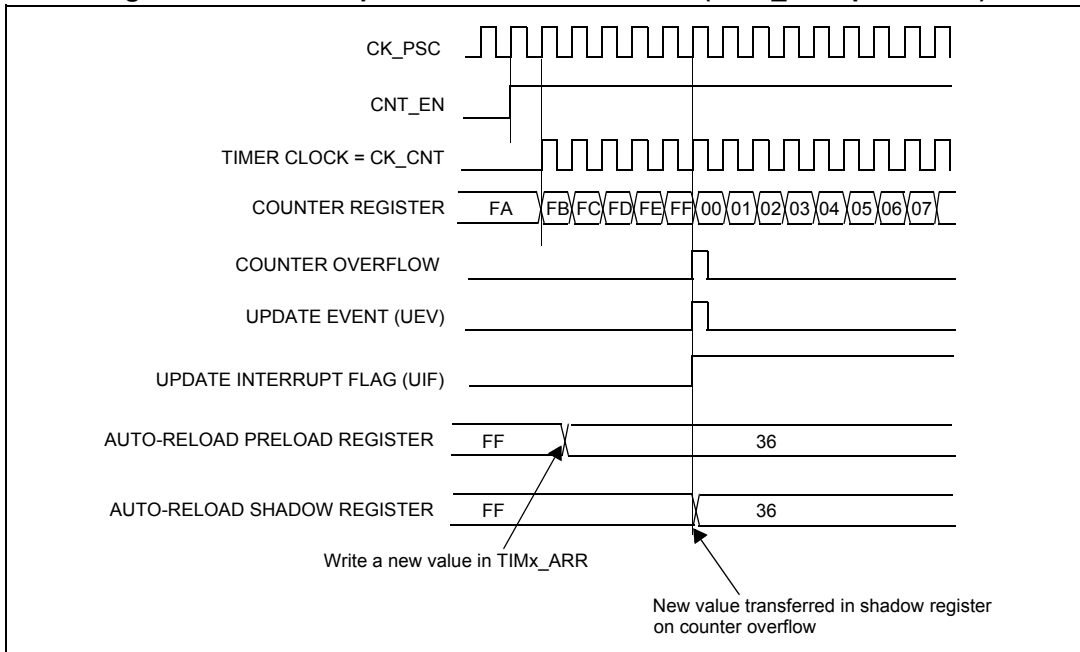 CK_PSC
CNT_EN
TIMER CLOCK = CK_CNT
COUNTER REGISTER FA FB FC FD FE FF 00 01 02 03 04 05 06 07
COUNTER OVERFLOW
UPDATE EVENT (UEV)
UPDATE INTERRUPT FLAG (UIF)
AUTO-RELOAD PRELOAD REGISTER FF 36
AUTO-RELOAD SHADOW REGISTER FF 36
Write a new value in TIMx_ARR
New value transferred in shadow register
on counter overflow